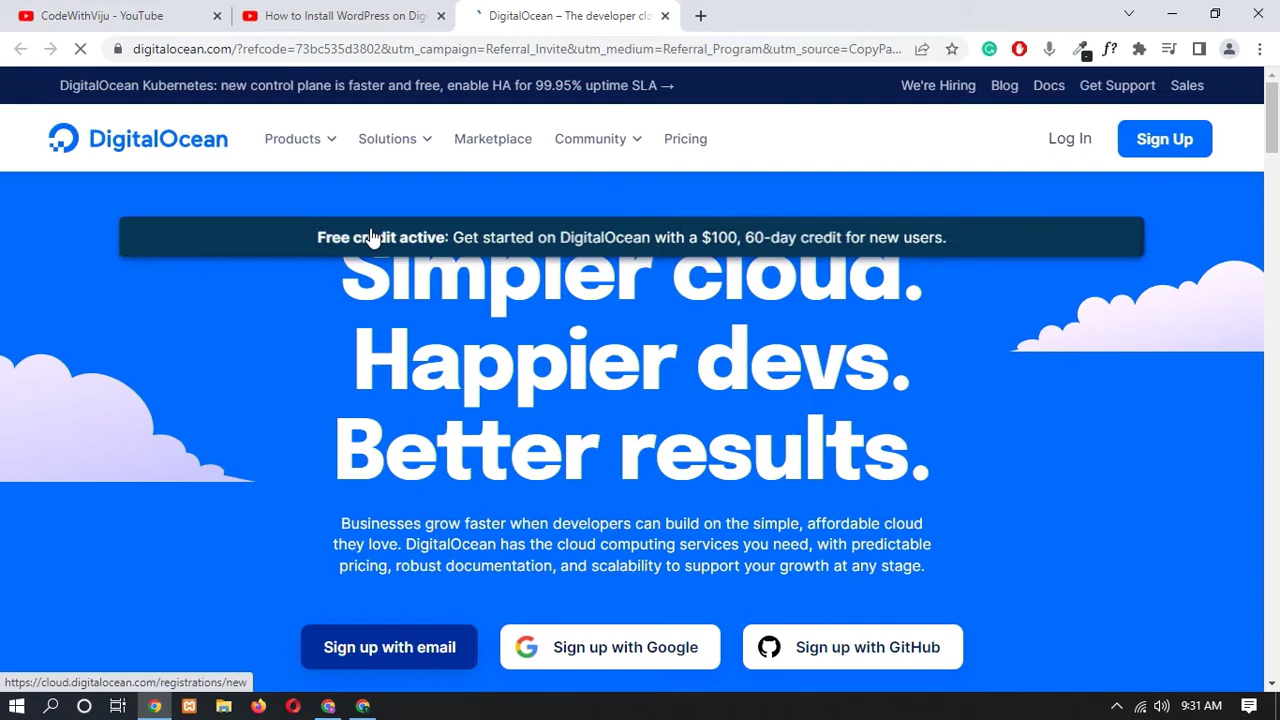 CodeWithViju - YouTube
How to Install WordPress on Digi
DigitalOcean – The developer clo
digitalocean.com/?refcode=73bc535d3802&utm_campaign=Referral_Invite&utm_medium=Referral_Program&utm_source=CopyPa...
DigitalOcean Kubernetes: new control plane is faster and free, enable HA for 99.95% uptime SLA →
We're Hiring Blog Docs Get Support Sales
DigitalOcean
Products Solutions Marketplace Community Pricing
Log In
Sign Up
Free credit active: Get started on DigitalOcean with a $100, 60-day credit for new users.
Simpler cloud.
Happier devs.
Better results.
Businesses grow faster when developers can build on the simple, affordable cloud
they love. DigitalOcean has the cloud computing services you need, with predictable
pricing, robust documentation, and scalability to support your growth at any stage.
Sign up with email
Sign up with Google
Sign up with GitHub
https://cloud.digitalocean.com/registrations/new
9:31 AM